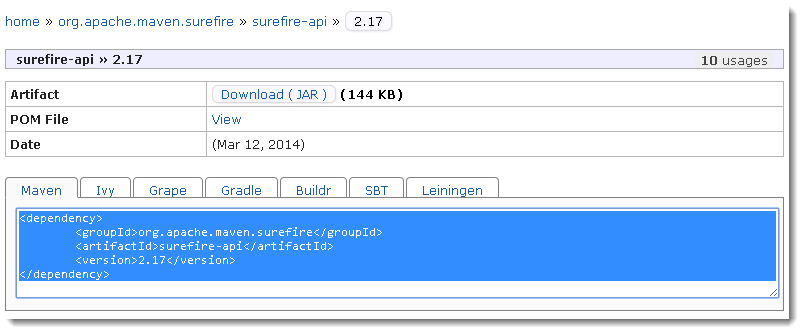 home » org.apache.maven.surefire » surefire-api » 2.17
surefire-api » 2.17 10 usages
Artifact Download ( JAR ) (144 KB)
POM File View
Date (Mar 12, 2014)
Maven Ivy Grape Gradle Buildr SBT Leiningen
<dependency>
<groupId>org.apache.maven.surefire</groupId>
<artifactId>surefire-api</artifactId>
<version>2.17</version>
</dependency>